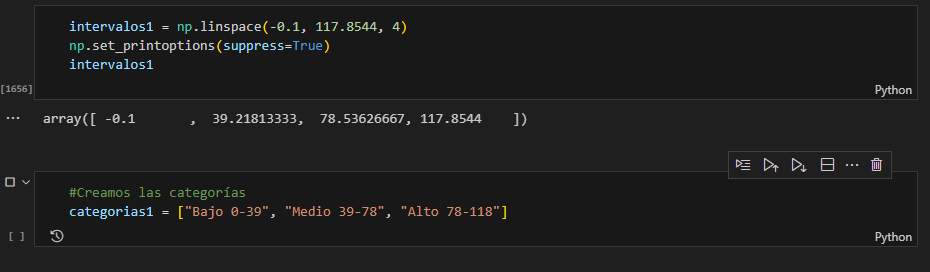 intervalos1 = np.linspace(-0.1, 117.8544, 4)
np.set_printoptions(suppress=True)
intervalos1
[1656]
Python
... array([ -0.1       ,  39.21813333,  78.53626667, 117.8544    ])
#Creamos las categorías
categorias1 = ["Bajo 0-39", "Medio 39-78", "Alto 78-118"]
[ ]
Python